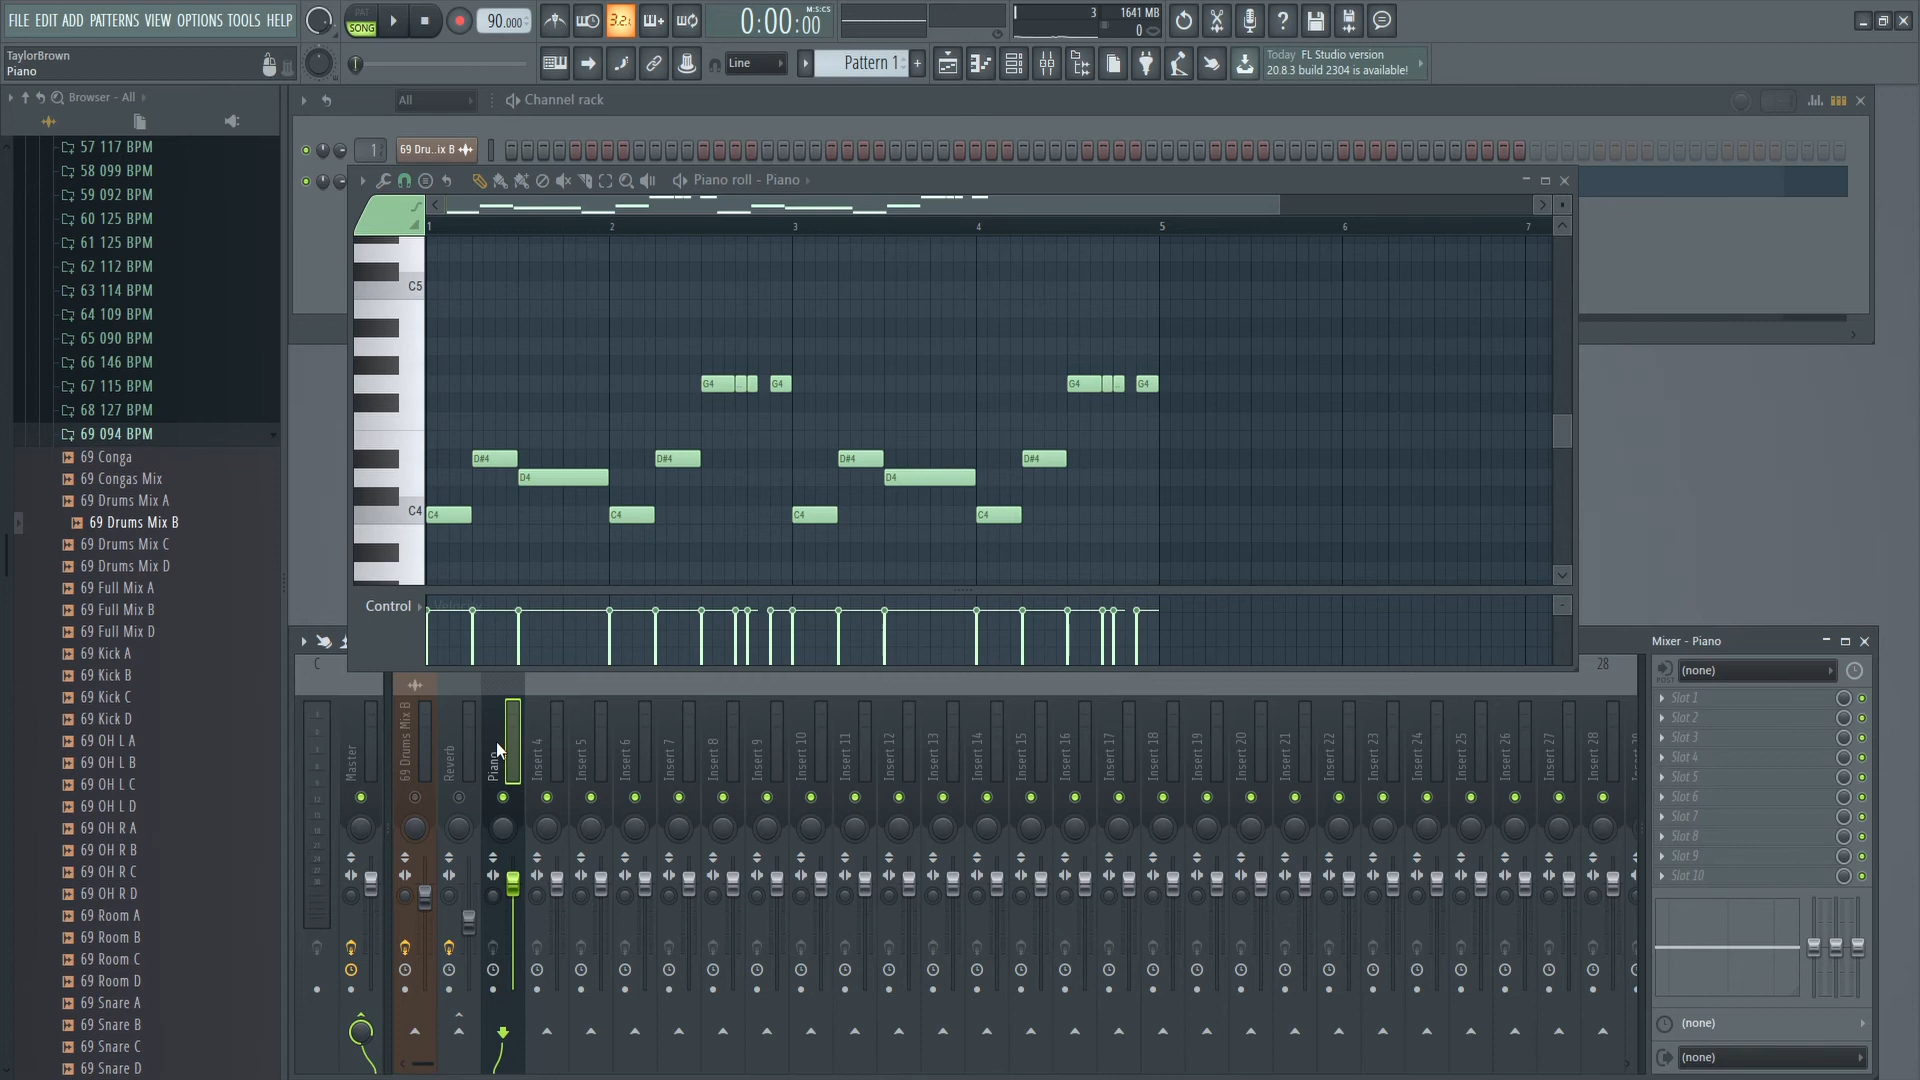 FILE EDIT ADD PATTERNS VIEW OPTIONS TOOLS HELP
PAT
SONG
90.000
3.2.
0:00:00
M:S:CS
3
1641 MB
0
TaylorBrown
Piano
Line
Pattern 1
Today FL Studio version
20.8.3 build 2304 is available!
Browser - All
All
Channel rack
1
69 Dru..ix B
57 117 BPM
58 099 BPM
59 092 BPM
60 125 BPM
61 125 BPM
62 112 BPM
63 114 BPM
64 109 BPM
65 090 BPM
66 146 BPM
67 115 BPM
68 127 BPM
69 094 BPM
69 Conga
69 Congas Mix
69 Drums Mix A
69 Drums Mix B
69 Drums Mix C
69 Drums Mix D
69 Full Mix A
69 Full Mix B
69 Full Mix D
69 Kick A
69 Kick B
69 Kick C
69 Kick D
69 OH L A
69 OH L B
69 OH L C
69 OH L D
69 OH R A
69 OH R B
69 OH R C
69 OH R D
69 Room A
69 Room B
69 Room C
69 Room D
69 Snare A
69 Snare B
69 Snare C
69 Snare D
Piano roll - Piano
1 2 3 4 5 6 7
C5
G4 G4 G4 G4
D#4 D#4 D#4 D#4
D4 D4
C4 C4 C4 C4 C4
Control
C
28
Master
69 Drums Mix B
Reverb
Piano
Insert 4
Insert 5
Insert 6
Insert 7
Insert 8
Insert 9
Insert 10
Insert 11
Insert 12
Insert 13
Insert 14
Insert 15
Insert 16
Insert 17
Insert 18
Insert 19
Insert 20
Insert 21
Insert 22
Insert 23
Insert 24
Insert 25
Insert 26
Insert 27
Insert 28
Mixer - Piano
POST
(none)
Slot 1
Slot 2
Slot 3
Slot 4
Slot 5
Slot 6
Slot 7
Slot 8
Slot 9
Slot 10
(none)
(none)